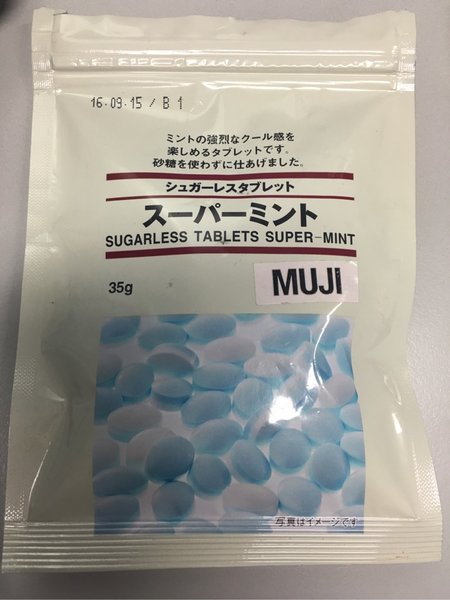 16.09.15/B1
ミントの強烈なクール感を
楽しめるタブレットです。
砂糖を使わずに仕あげました。
シュガーレスタブレット
スーパーミント
SUGARLESS TABLETS SUPER-MINT
35g
MUJI
写真はイメージです